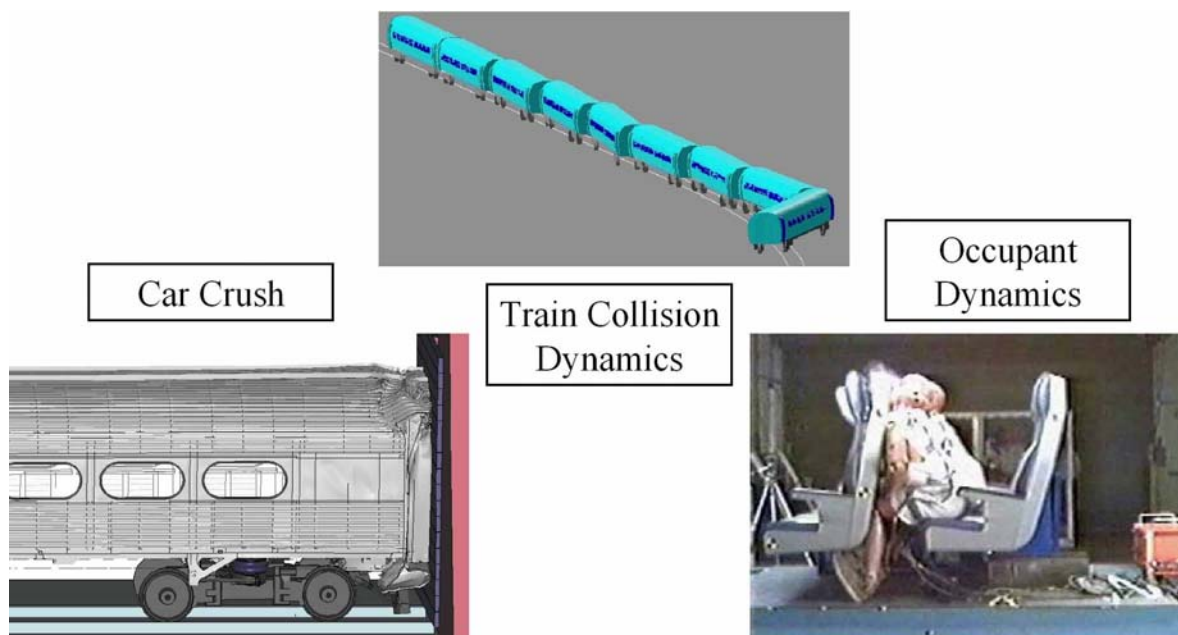 Car Crush
Train Collision
Dynamics
Occupant
Dynamics